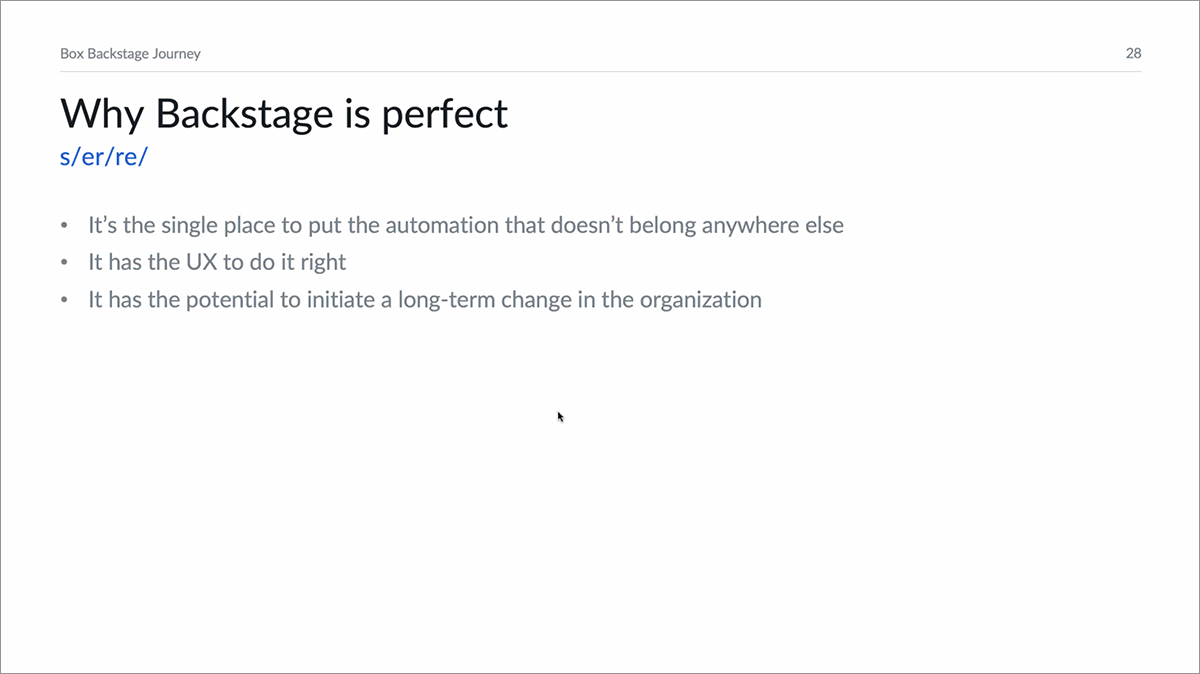 Box Backstage Journey 28
Why Backstage is perfect
s/er/re/
• It’s the single place to put the automation that doesn’t belong anywhere else
• It has the UX to do it right
• It has the potential to initiate a long-term change in the organization